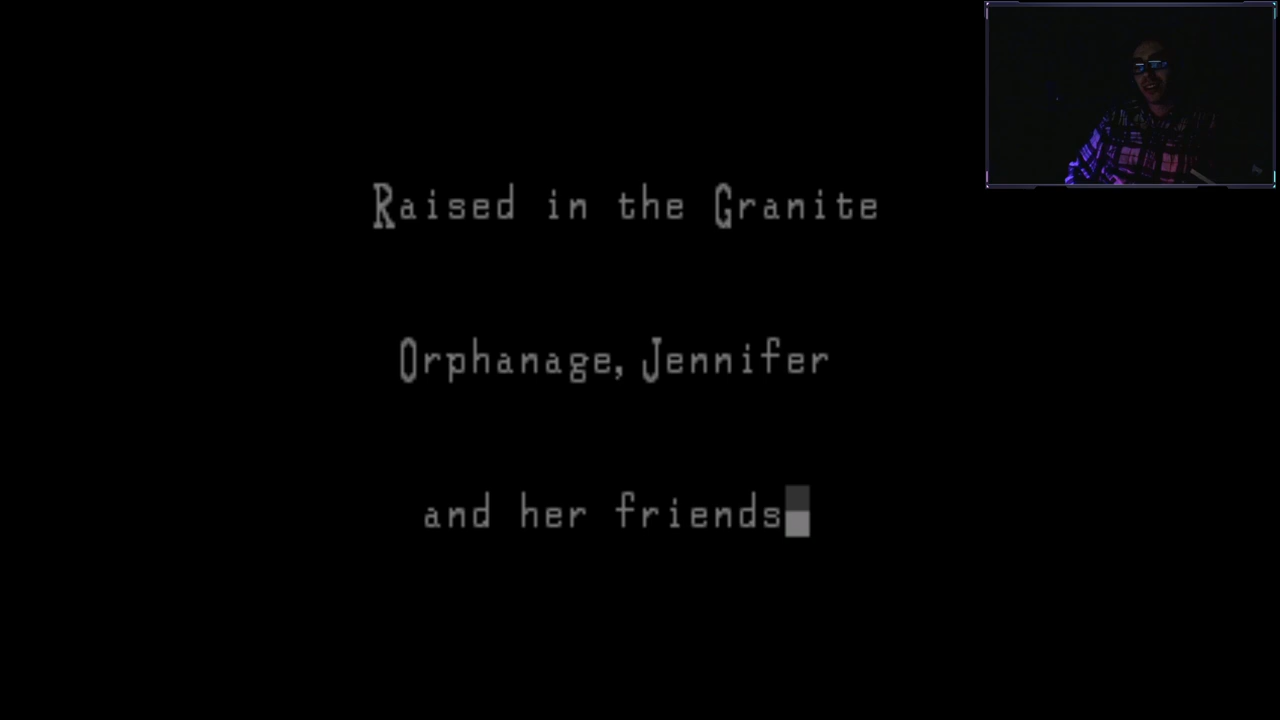 Raised in the Granite
Orphanage, Jennifer
and her friends